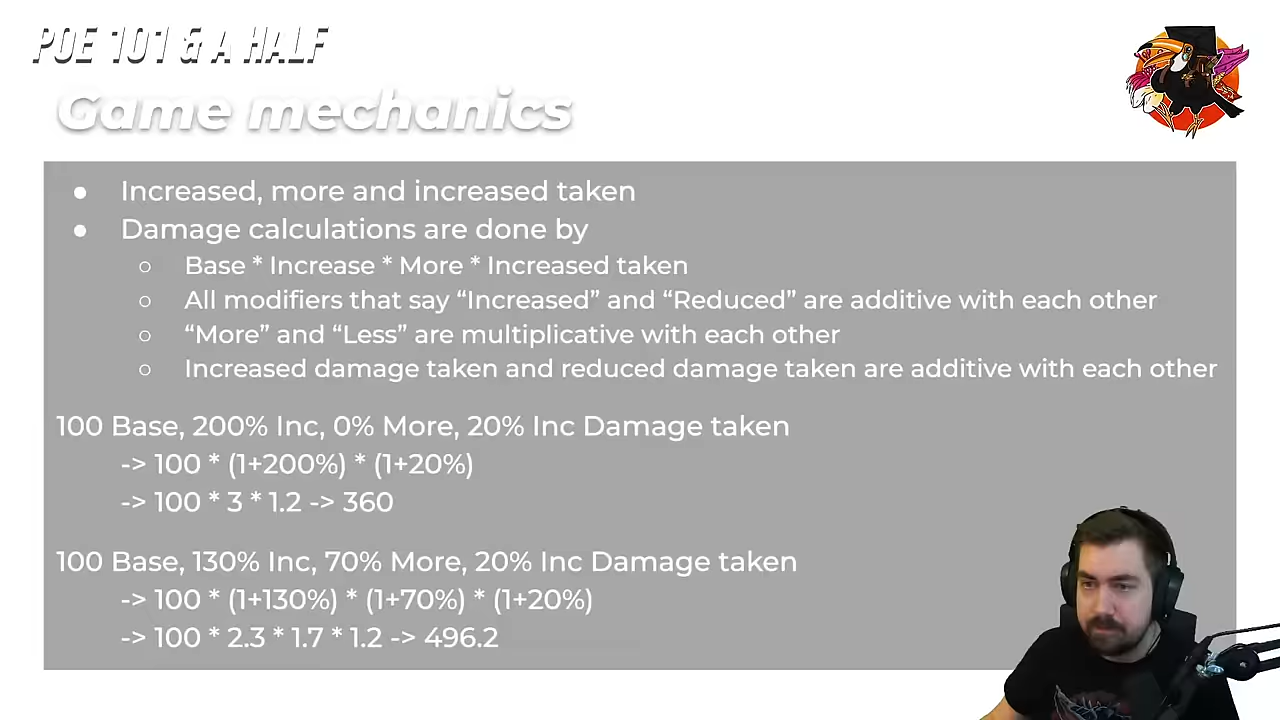 POE 101 & A HALF
Game mechanics
● Increased, more and increased taken
● Damage calculations are done by
○ Base * Increase * More * Increased taken
○ All modifiers that say “Increased” and “Reduced” are additive with each other
○ “More” and “Less” are multiplicative with each other
○ Increased damage taken and reduced damage taken are additive with each other
100 Base, 200% Inc, 0% More, 20% Inc Damage taken
-> 100 * (1+200%) * (1+20%)
-> 100 * 3 * 1.2 -> 360
100 Base, 130% Inc, 70% More, 20% Inc Damage taken
-> 100 * (1+130%) * (1+70%) * (1+20%)
-> 100 * 2.3 * 1.7 * 1.2 -> 496.2